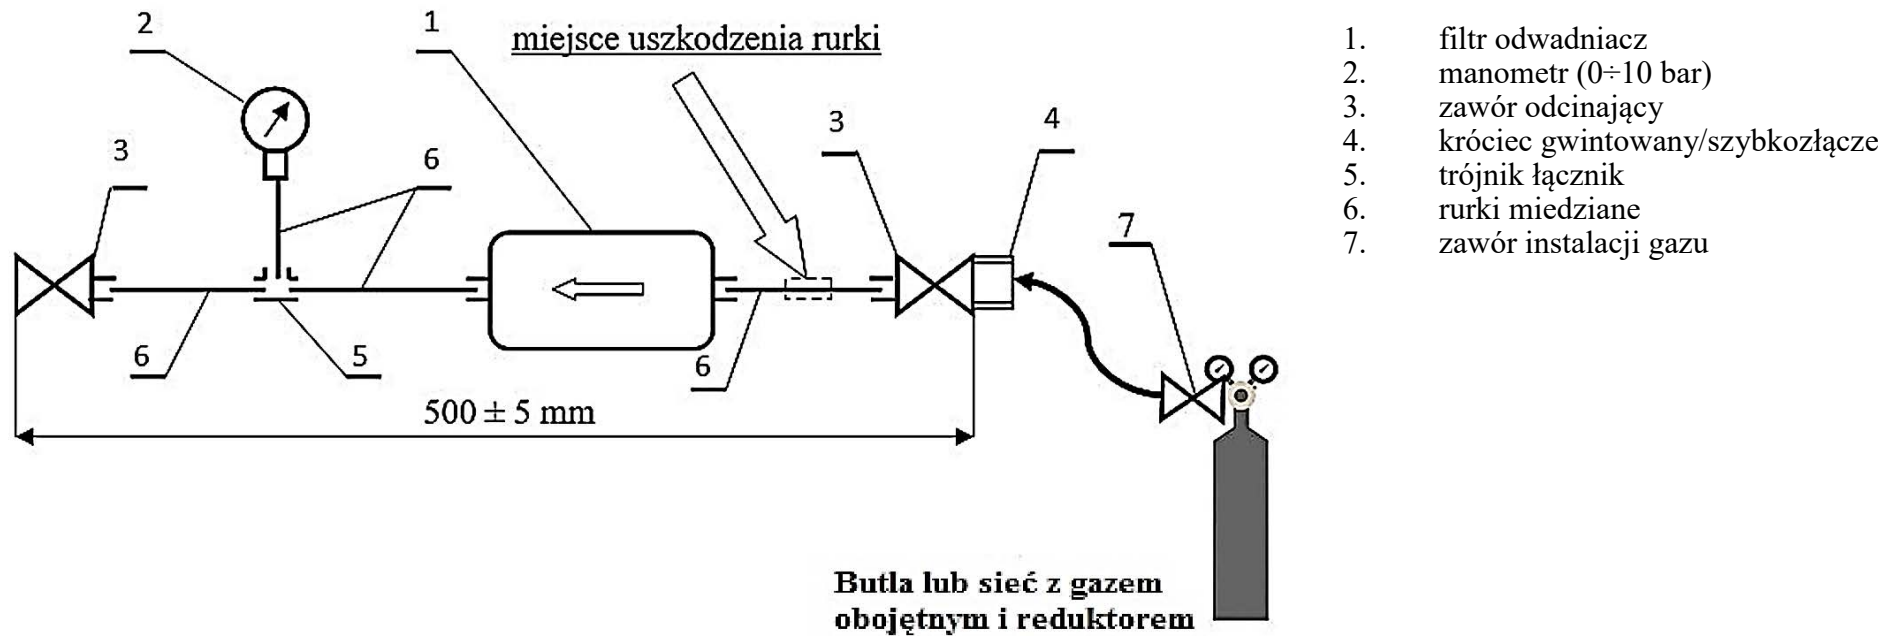 2
1
miejsce uszkodzenia rurki
3
6
3
4
7
6
5
6
500 ± 5 mm
Butla lub sieć z gazem
obojętnym i reduktorem
1. filtr odwadniacz
2. manometr (0÷10 bar)
3. zawór odcinający
4. króciec gwintowany/szybkozłącze
5. trójnik łącznik
6. rurki miedziane
7. zawór instalacji gazu